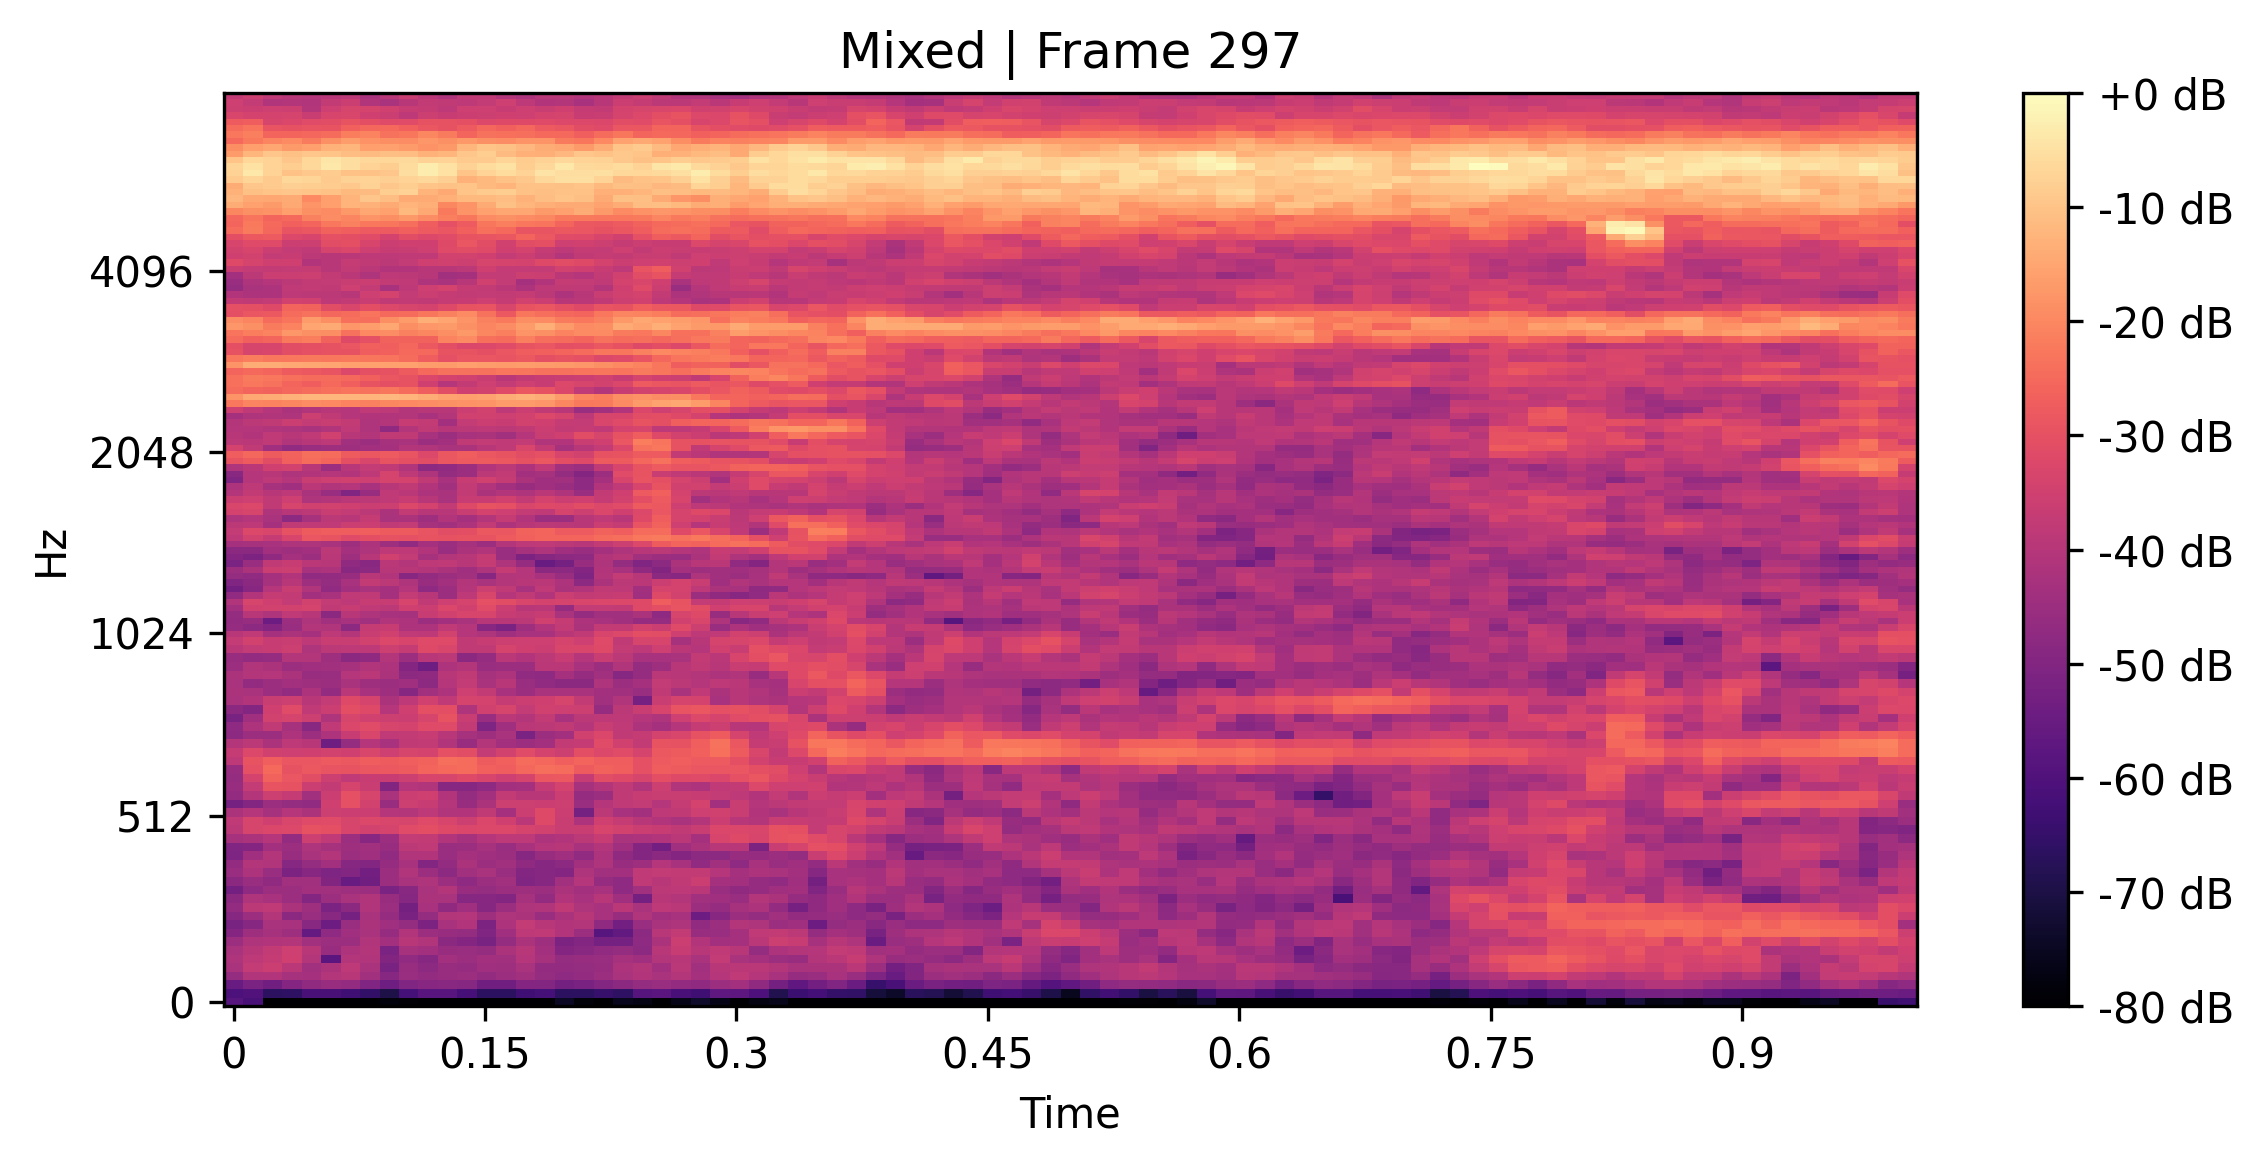 Mixed | Frame 297
+0 dB
-10 dB
4096
-20 dB
-30 dB
2048
-40 dB
Hz
1024
-50 dB
512
-60 dB
-70 dB
0
-80 dB
0 0.15 0.3 0.45 0.6 0.75 0.9
Time